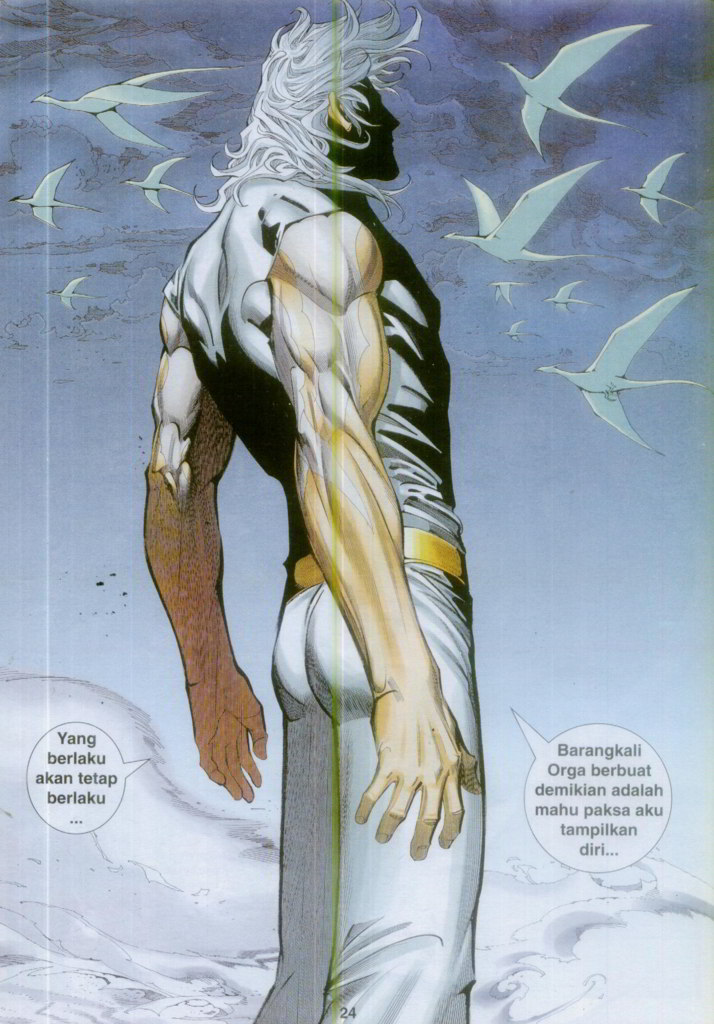 Yang
berlaku
akan tetap
berlaku
...
Barangkali
Orga berbuat
demikian adalah
mahu paksa aku
tampilkan
diri...
24